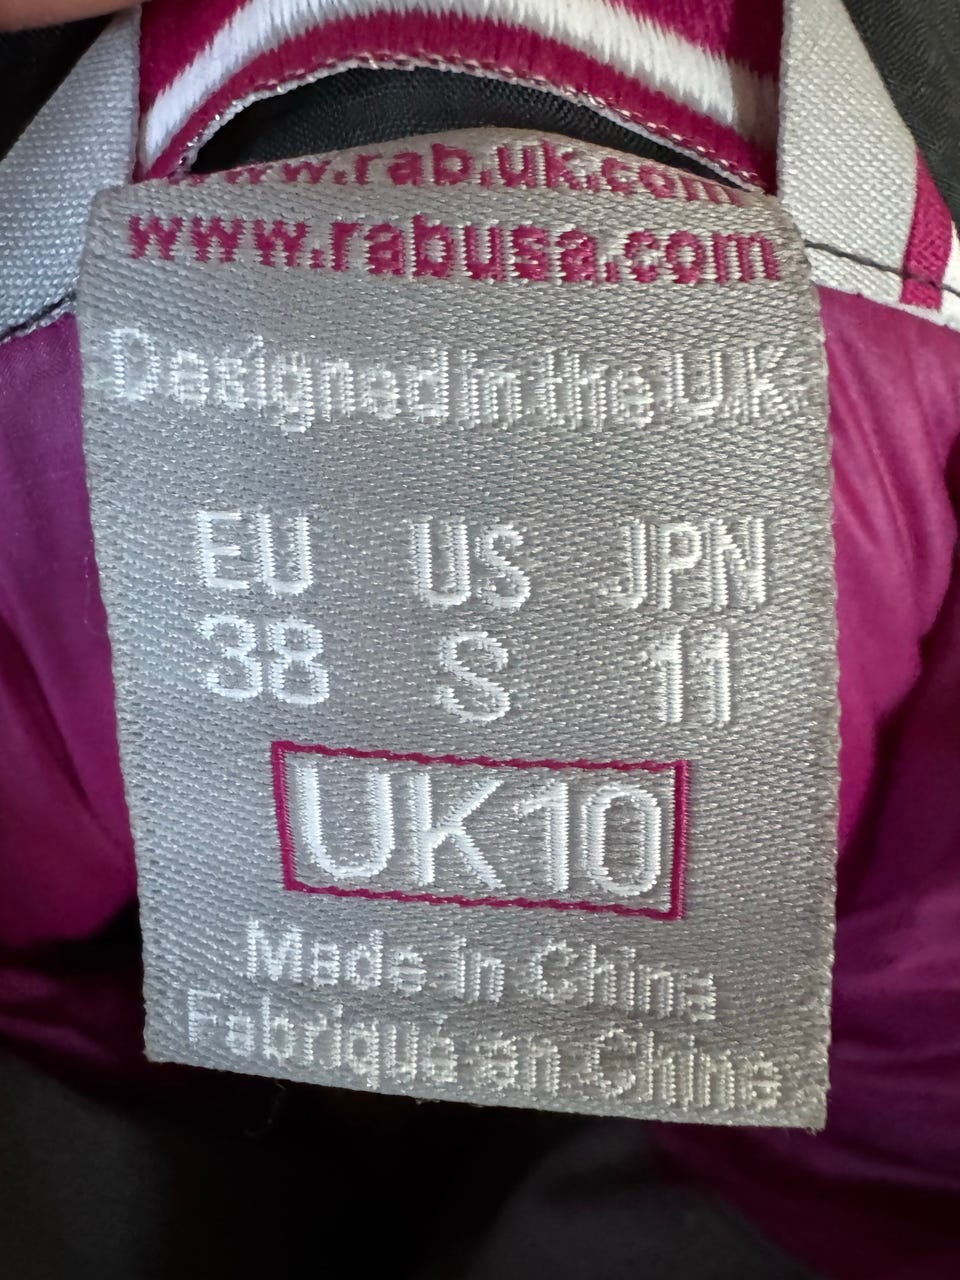 www.rab.uk.com
www.rabusa.com
Designed in the UK
EU US JPN
38 S 11
UK10
Made in China
Fabriqué en Chine